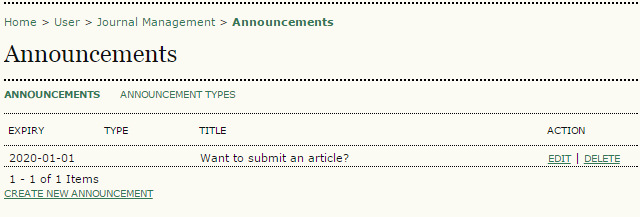 Home > User > Journal Management > Announcements
Announcements
ANNOUNCEMENTS ANNOUNCEMENT TYPES
EXPIRY TYPE TITLE ACTION
2020-01-01 Want to submit an article? EDIT | DELETE
1 - 1 of 1 Items
CREATE NEW ANNOUNCEMENT